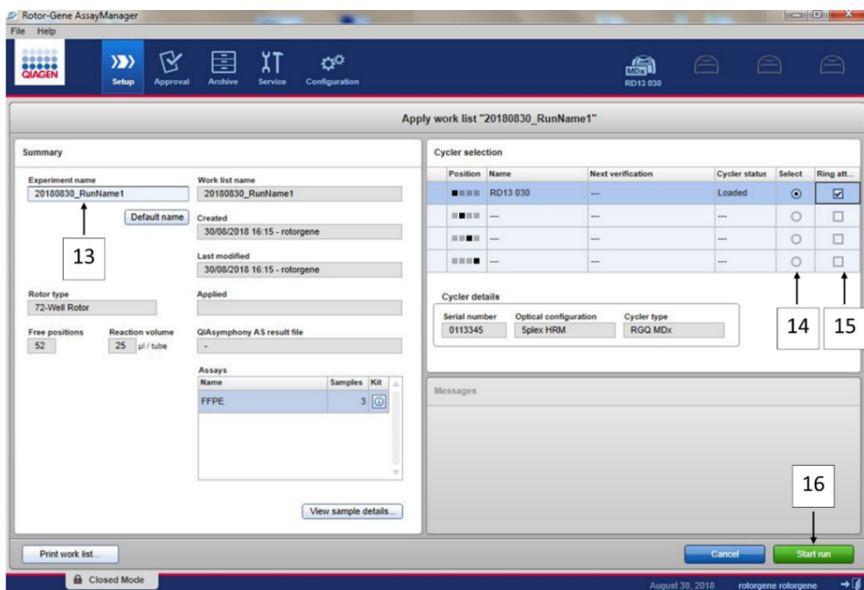 Rotor-Gene AssayManager
File Help
QIAGEN
Setup Approval Archive Service Configuration
MDx
RD13 030
Apply work list "20180830_RunName1"
Summary
Experiment name
20180830_RunName1
Default name
13
Work list name
20180830_RunName1
Created
30/08/2018 16:15 - rotorgene
Last modified
30/08/2018 16:15 - rotorgene
Rotor type
72-Well Rotor
Applied
Free positions Reaction volume
52 25 µl / tube
QIAsymphony AS result file
-
Assays
Name Samples Kit
FFPE 3
View sample details...
Cycler selection
Position Name Next verification Cycler status Select Ring att...
RD13 030 --- Loaded
--- --- ---
--- --- ---
--- --- ---
Cycler details
Serial number Optical configuration Cycler type
0113345 5plex HRM RGQ MDx
14 15
Messages
16
Print work list...
Cancel Start run
Closed Mode
August 30, 2018 rotorgene rotorgene